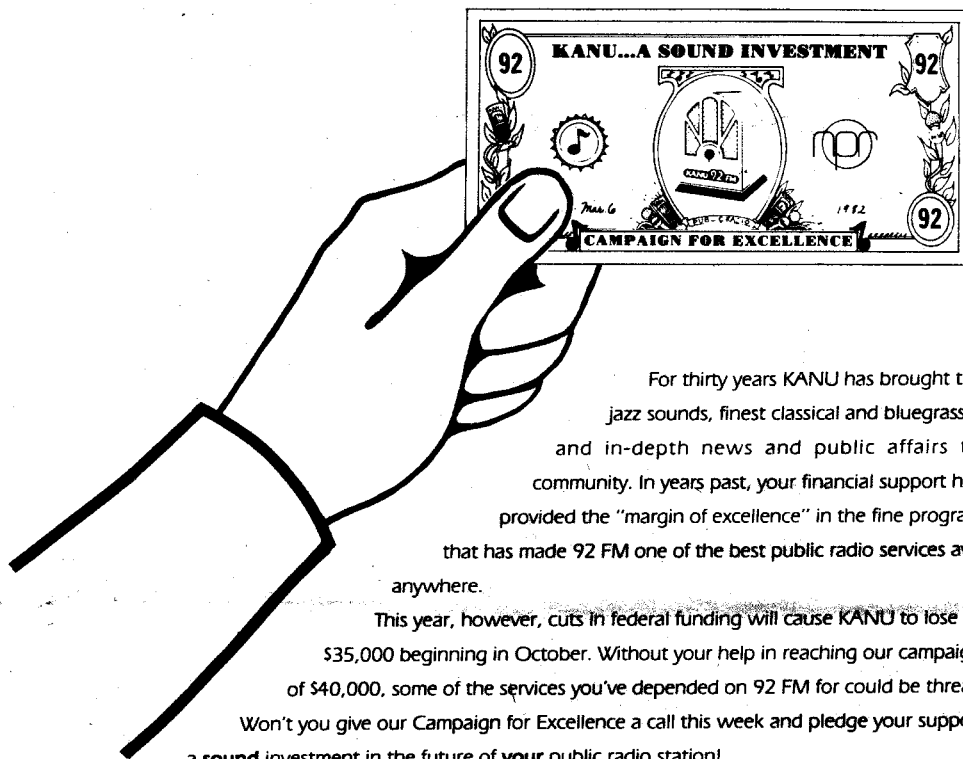 92 KANU...A SOUND INVESTMENT 92
npr
KANU 92 FM
Mar. 6 1982
PUBLIC RADIO 92
CAMPAIGN FOR EXCELLENCE
For thirty years KANU has brought
jazz sounds, finest classical and bluegrass
and in-depth news and public affairs
community. In years past, your financial support
provided the "margin of excellence" in the fine
that has made 92 FM one of the best public radio services
anywhere.
This year, however, cuts in federal funding will cause KANU to lose
$35,000 beginning in October. Without your help in reaching our
of $40,000, some of the services you've depended on 92 FM for could be
Won't you give our Campaign for Excellence a call this week and pledge your
a sound investment in the future of your public radio station!